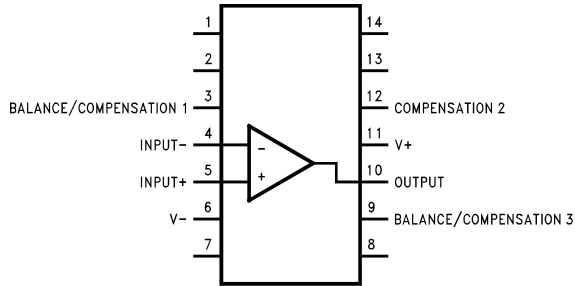 1 14
2 13
BALANCE/COMPENSATION 1 3 12 COMPENSATION 2
INPUT- 4 - 11 V+
INPUT+ 5 + 10 OUTPUT
V- 6 9 BALANCE/COMPENSATION 3
7 8